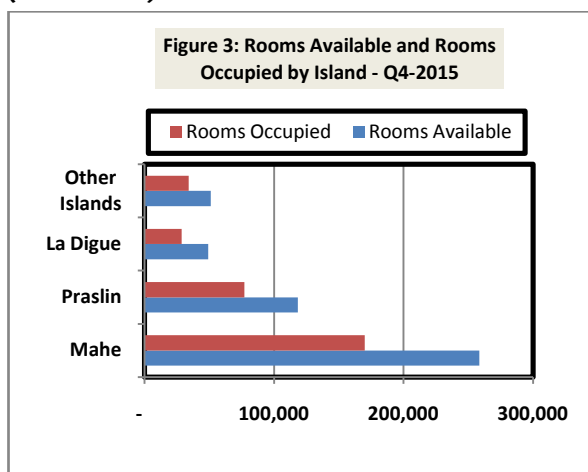 Figure 3: Rooms Available and Rooms
Occupied by Island - Q4-2015
Rooms Occupied Rooms Available
Other
Islands
La Digue
Praslin
Mahe
- 100,000 200,000 300,000